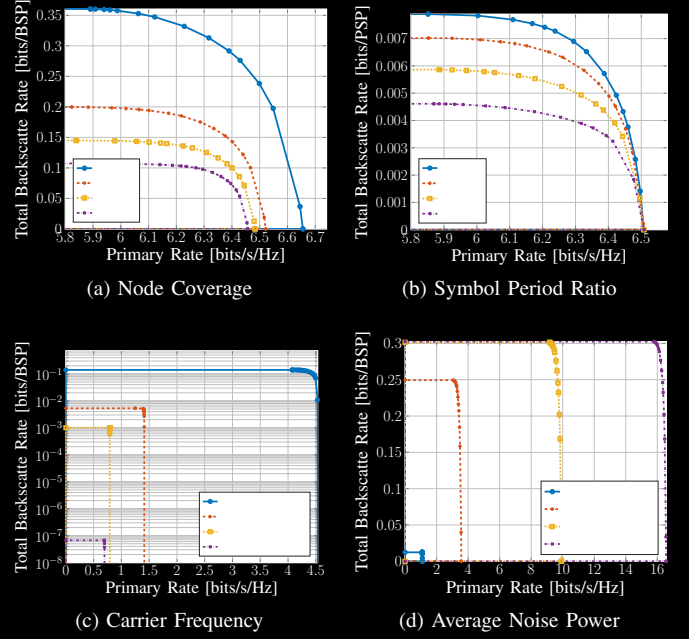 Total Backscatte Rate [bits/BSP]
0.35
0.3
0.25
0.2
0.15
0.1
0.05
0
5.8 5.9 6 6.1 6.2 6.3 6.4 6.5 6.6 6.7
Primary Rate [bits/s/Hz]
(a) Node Coverage
Total Backscatte Rate [bits/PSP]
0.007
0.006
0.005
0.004
0.003
0.002
0.001
0
5.8 5.9 6 6.1 6.2 6.3 6.4 6.5
Primary Rate [bits/s/Hz]
(b) Symbol Period Ratio
Total Backscatte Rate [bits/BSP]
10⁻¹
10⁻²
10⁻³
10⁻⁴
10⁻⁵
10⁻⁶
10⁻⁷
10⁻⁸
0 0.5 1 1.5 2 2.5 3 3.5 4 4.5
Primary Rate [bits/s/Hz]
(c) Carrier Frequency
Total Backscatte Rate [bits/BSP]
0.3
0.25
0.2
0.15
0.1
0.05
0
0 2 4 6 8 10 12 14 16
Primary Rate [bits/s/Hz]
(d) Average Noise Power